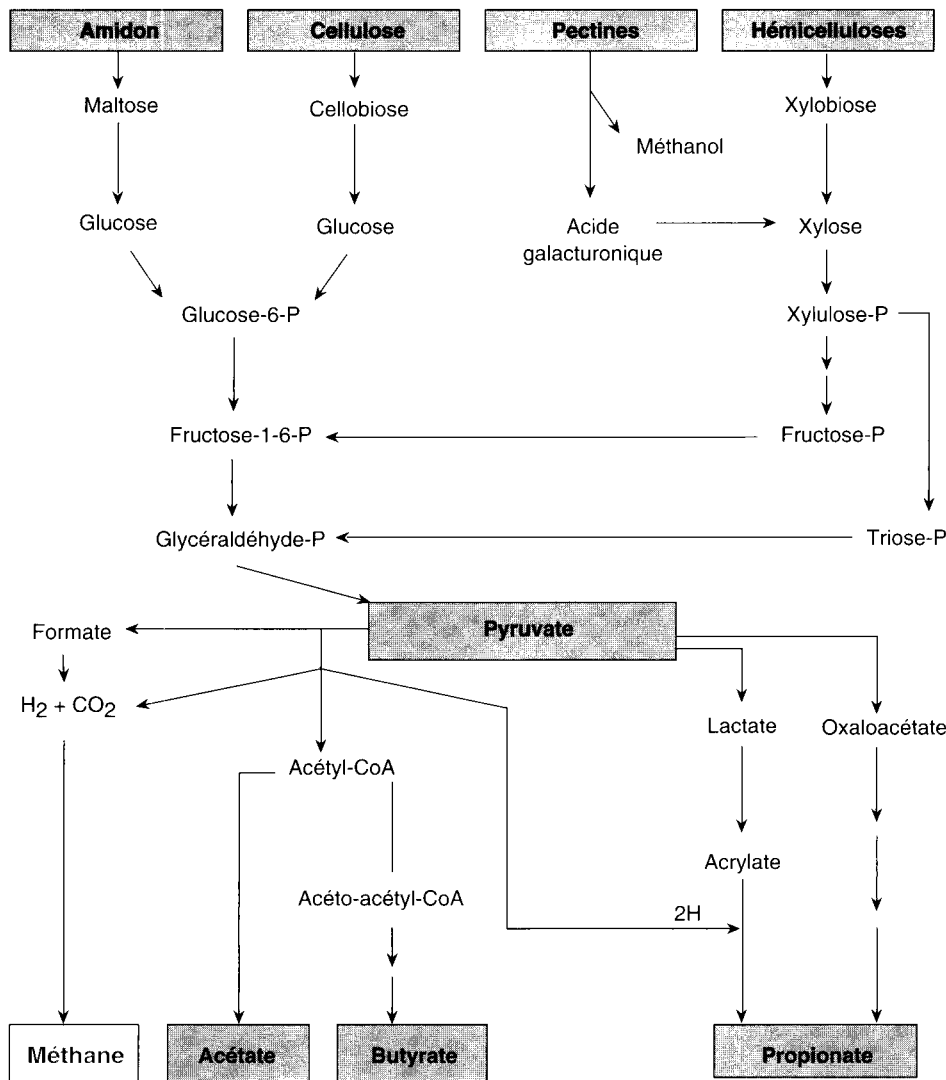 Amidon
Cellulose
Pectines
Hémicelluloses
Maltose
Cellobiose
Xylobiose
Méthanol
Glucose
Glucose
Acide
galacturonique
Xylose
Glucose-6-P
Xylulose-P
Fructose-1-6-P
Fructose-P
Glycéraldéhyde-P
Triose-P
Pyruvate
Formate
H2 + CO2
Lactate
Oxaloacétate
Acétyl-CoA
Acrylate
Acéto-acétyl-CoA
2H
Méthane
Acétate
Butyrate
Propionate